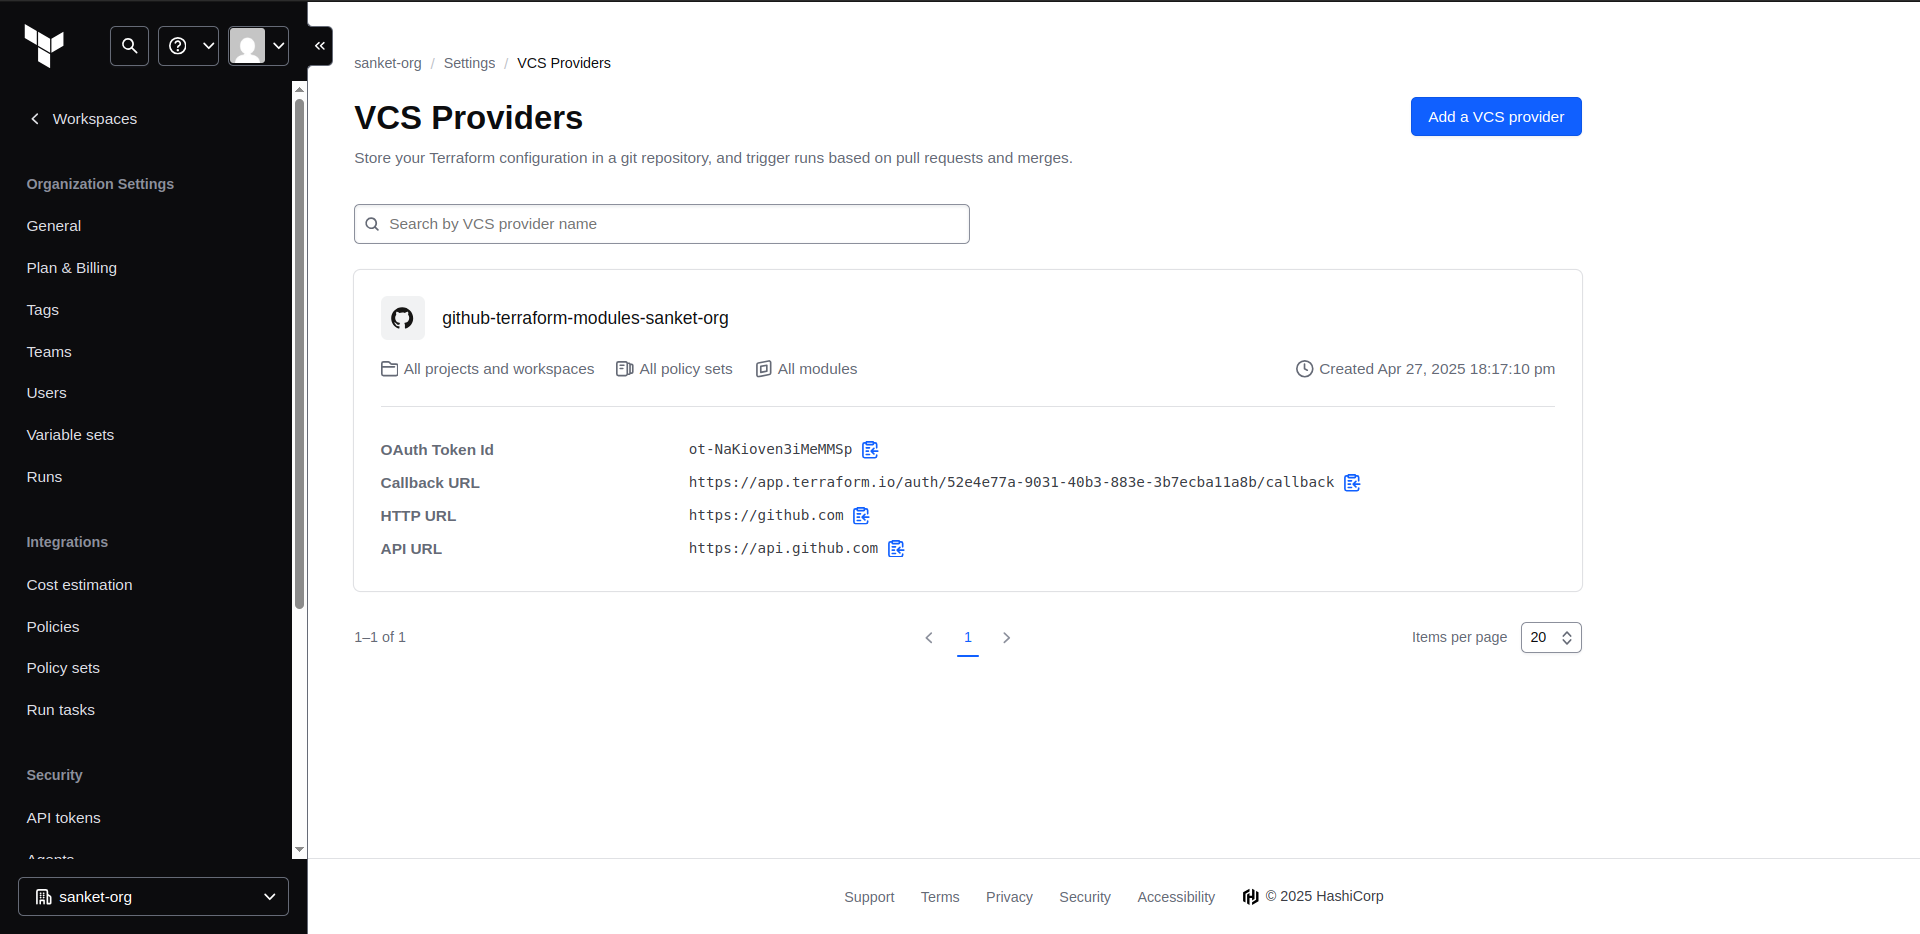 Workspaces
Organization Settings
General
Plan & Billing
Tags
Teams
Users
Variable sets
Runs
Integrations
Cost estimation
Policies
Policy sets
Run tasks
Security
API tokens
Agents
sanket-org
sanket-org / Settings / VCS Providers
VCS Providers
Add a VCS provider
Store your Terraform configuration in a git repository, and trigger runs based on pull requests and merges.
Search by VCS provider name
github-terraform-modules-sanket-org
All projects and workspaces All policy sets All modules Created Apr 27, 2025 18:17:10 pm
OAuth Token Id ot-NaKioven3iMeMMSp
Callback URL https://app.terraform.io/auth/52e4e77a-9031-40b3-883e-3b7ecba11a8b/callback
HTTP URL https://github.com
API URL https://api.github.com
1–1 of 1 1 Items per page 20
Support Terms Privacy Security Accessibility © 2025 HashiCorp